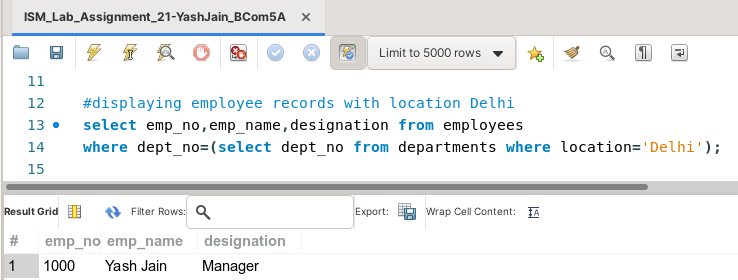 ISM_Lab_Assignment_21-YashJain_BCom5A ×
Limit to 5000 rows
11
12 #displaying employee records with location Delhi
13 select emp_no,emp_name,designation from employees
14 where dept_no=(select dept_no from departments where location='Delhi');
15
Result Grid Filter Rows: Export: Wrap Cell Content: IA
# emp_no emp_name designation
1 1000 Yash Jain Manager